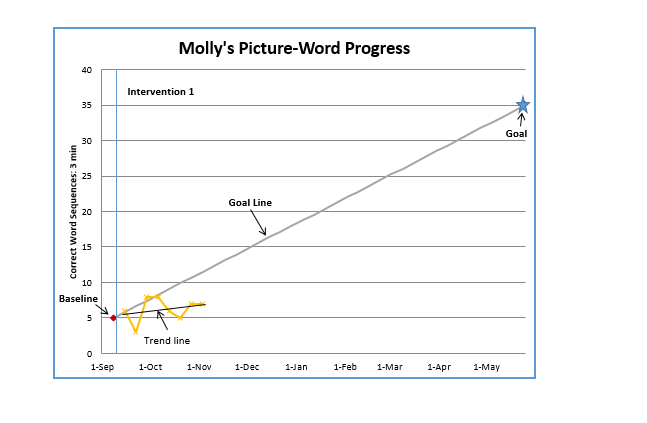 Molly's Picture-Word Progress
40
35
30
25
20
15
10
5
0
Correct Word Sequences: 3 min
Intervention 1
Goal
Goal Line
Baseline
Trend line
1-Sep 1-Oct 1-Nov 1-Dec 1-Jan 1-Feb 1-Mar 1-Apr 1-May